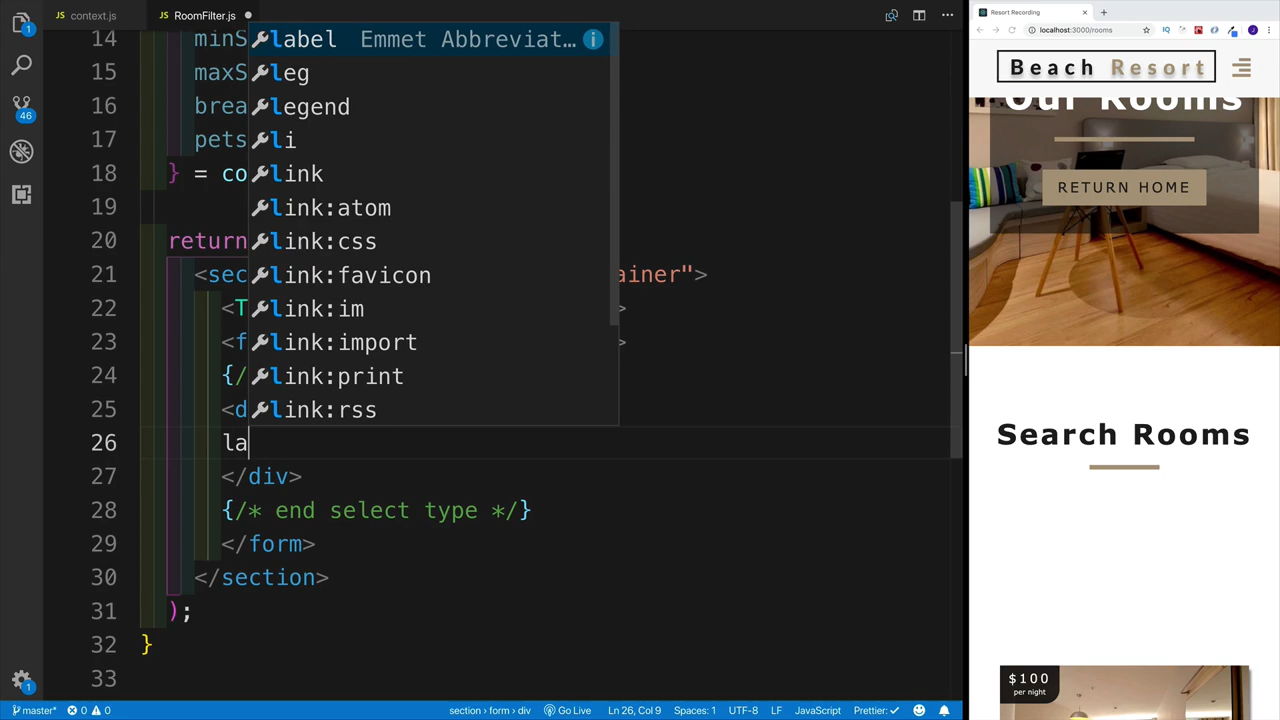 context.js
RoomFilter.js
1
46
1
14 minS
15 maxS
16 brea
17 pets
18 } = co
19
20 return
21 <sec ainer">
22 <T >
23 <f >
24 {/
25 <d
26 la
27 </div>
28 {/* end select type */}
29 </form>
30 </section>
31 );
32 }
33
label Emmet Abbreviat…
leg
legend
li
link
link:atom
link:css
link:favicon
link:im
link:import
link:print
link:rss
master* 0 0 section › form › div Go Live Ln 26, Col 9 Spaces: 1 UTF-8 LF JavaScript Prettier: ✓
Resort Recording
localhost:3000/rooms
IQ
J
Beach Resort
Our Rooms
RETURN HOME
Search Rooms
$100
per night